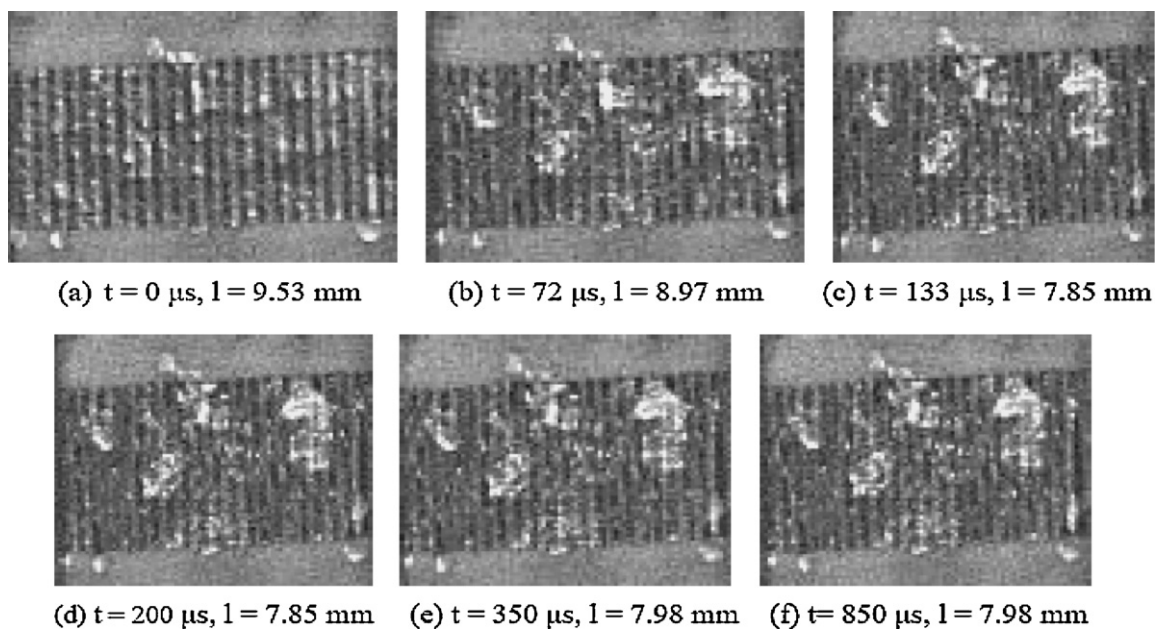 (a) t = 0 μs, l = 9.53 mm
(b) t = 72 μs, l = 8.97 mm
(c) t = 133 μs, l = 7.85 mm
(d) t = 200 μs, l = 7.85 mm
(e) t = 350 μs, l = 7.98 mm
(f) t= 850 μs, l = 7.98 mm